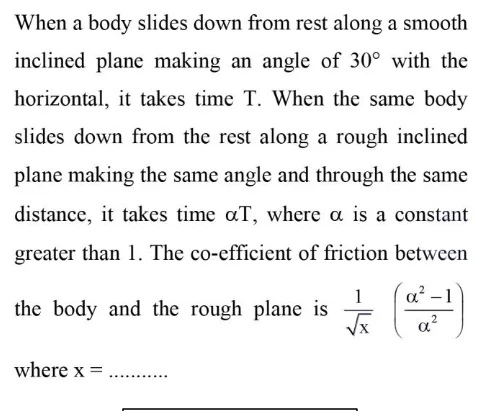 When a body slides down from rest along a smooth
inclined plane making an angle of 30° with the
horizontal, it takes time T. When the same body
slides down from the rest along a rough inclined
plane making the same angle and through the same
distance, it takes time αT, where α is a constant
greater than 1. The co-efficient of friction between
the body and the rough plane is 1/√x ((α² – 1)/α²)
where x = ...........